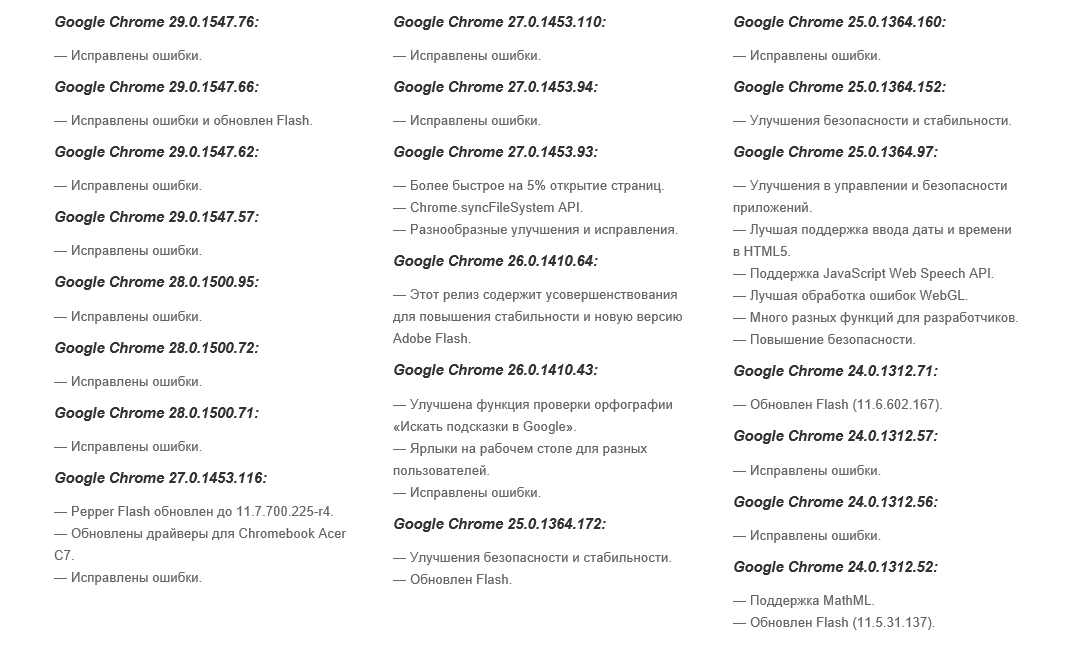 Google Chrome 29.0.1547.76:
— Исправлены ошибки.
Google Chrome 29.0.1547.66:
— Исправлены ошибки и обновлен Flash.
Google Chrome 29.0.1547.62:
— Исправлены ошибки.
Google Chrome 29.0.1547.57:
— Исправлены ошибки.
Google Chrome 28.0.1500.95:
— Исправлены ошибки.
Google Chrome 28.0.1500.72:
— Исправлены ошибки.
Google Chrome 28.0.1500.71:
— Исправлены ошибки.
Google Chrome 27.0.1453.116:
— Pepper Flash обновлен до 11.7.700.225-r4.
— Обновлены драйверы для Chromebook Acer
C7.
— Исправлены ошибки.
Google Chrome 27.0.1453.110:
— Исправлены ошибки.
Google Chrome 27.0.1453.94:
— Исправлены ошибки.
Google Chrome 27.0.1453.93:
— Более быстрое на 5% открытие страниц.
— Chrome.syncFileSystem API.
— Разнообразные улучшения и исправления.
Google Chrome 26.0.1410.64:
— Этот релиз содержит усовершенствования
для повышения стабильности и новую версию
Adobe Flash.
Google Chrome 26.0.1410.43:
— Улучшена функция проверки орфографии
«Искать подсказки в Google».
— Ярлыки на рабочем столе для разных
пользователей.
— Исправлены ошибки.
Google Chrome 25.0.1364.172:
— Улучшения безопасности и стабильности.
— Обновлен Flash.
Google Chrome 25.0.1364.160:
— Исправлены ошибки.
Google Chrome 25.0.1364.152:
— Улучшения безопасности и стабильности.
Google Chrome 25.0.1364.97:
— Улучшения в управлении и безопасности
приложений.
— Лучшая поддержка ввода даты и времени
в HTML5.
— Поддержка JavaScript Web Speech API.
— Лучшая обработка ошибок WebGL.
— Много разных функций для разработчиков.
— Повышение безопасности.
Google Chrome 24.0.1312.71:
— Обновлен Flash (11.6.602.167).
Google Chrome 24.0.1312.57:
— Исправлены ошибки.
Google Chrome 24.0.1312.56:
— Исправлены ошибки.
Google Chrome 24.0.1312.52:
— Поддержка MathML.
— Обновлен Flash (11.5.31.137).